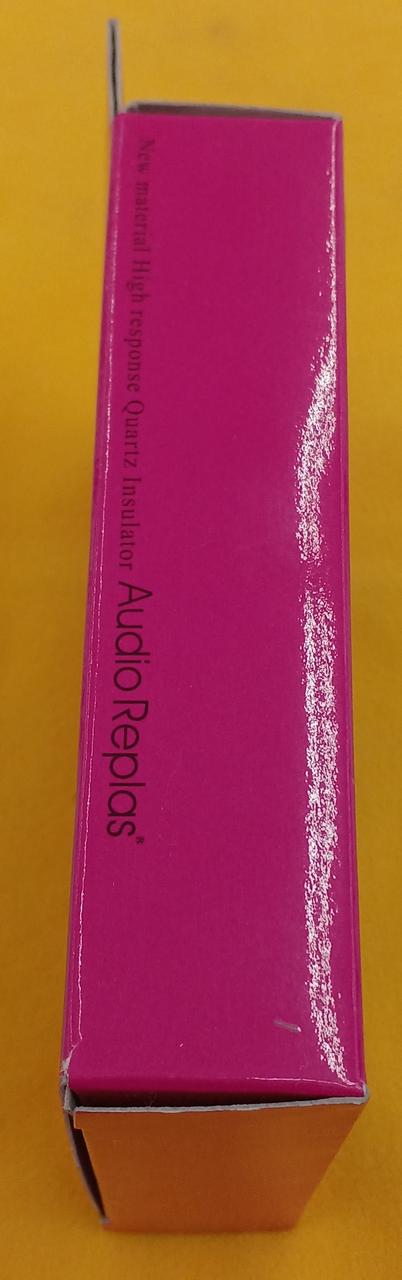 New material High response Quartz Insulator Audio Replas®